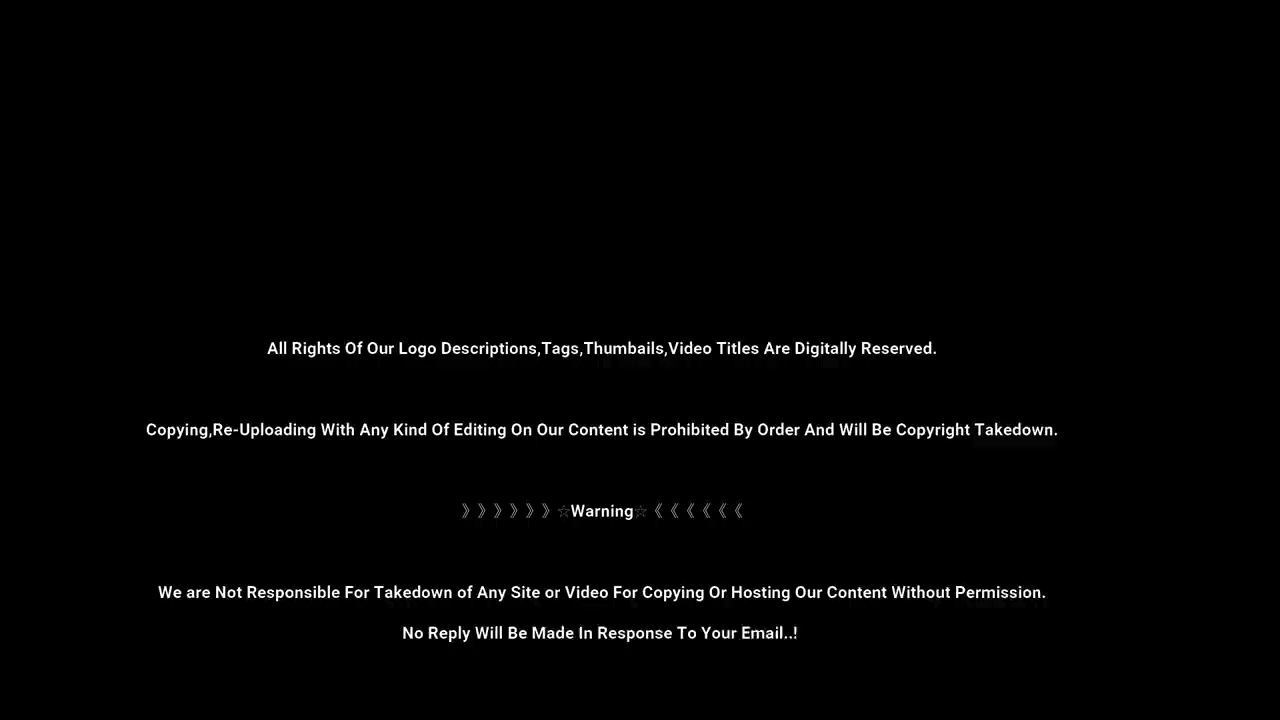 All Rights Of Our Logo Descriptions,Tags,Thumbails,Video Titles Are Digitally Reserved.
Copying,Re-Uploading With Any Kind Of Editing On Our Content is Prohibited By Order And Will Be Copyright Takedown.
》》》》》》☆Warning☆《《《《《《
We are Not Responsible For Takedown of Any Site or Video For Copying Or Hosting Our Content Without Permission.
No Reply Will Be Made In Response To Your Email..!